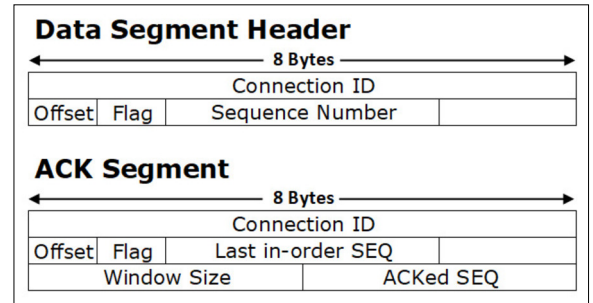 Data Segment Header
8 Bytes
Connection ID
Offset Flag Sequence Number
ACK Segment
8 Bytes
Connection ID
Offset Flag Last in-order SEQ
Window Size ACKed SEQ